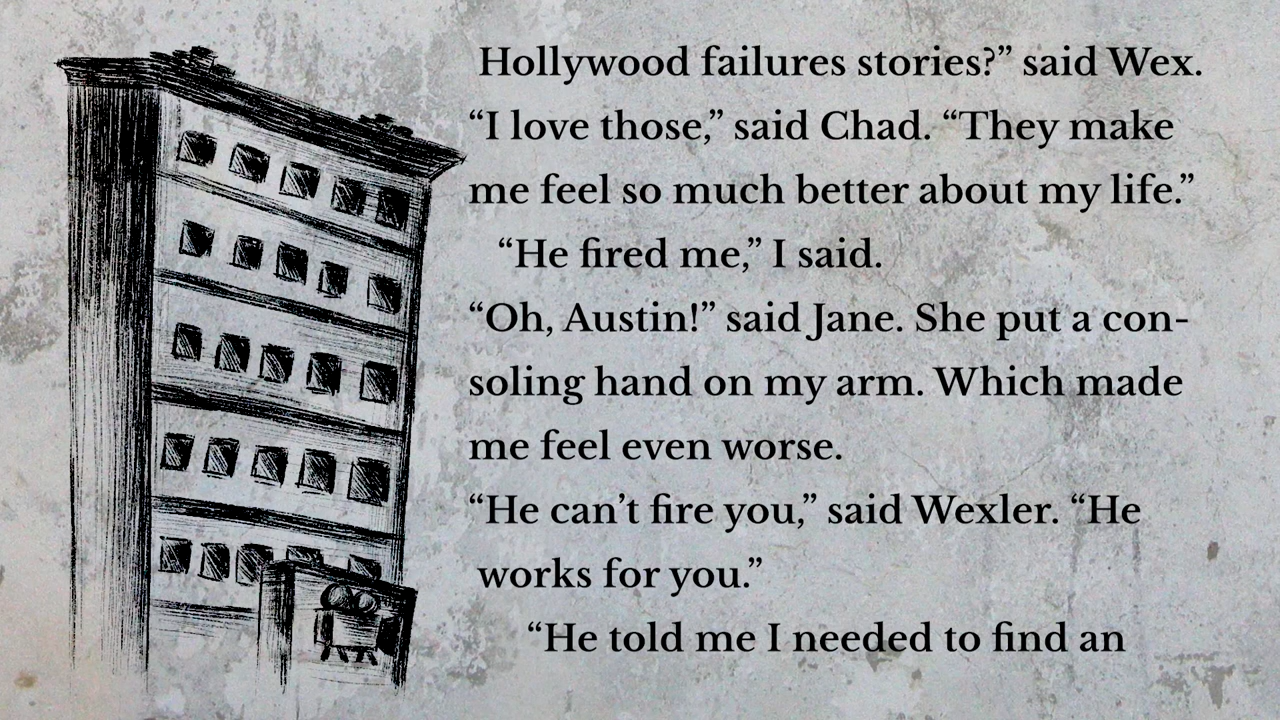 Hollywood failures stories?” said Wex.
“I love those,” said Chad. “They make
me feel so much better about my life.”
“He fired me,” I said.
“Oh, Austin!” said Jane. She put a con-
soling hand on my arm. Which made
me feel even worse.
“He can’t fire you,” said Wexler. “He
works for you.”
“He told me I needed to find an